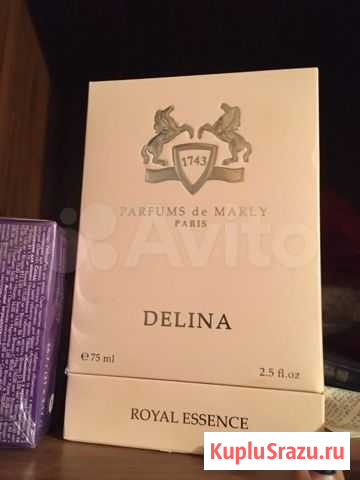 1743
PARFUMS de MARLY
PARIS
Avito
DELINA
e 75 ml
2.5 fl.oz
ROYAL ESSENCE
KupluSrazu.ru